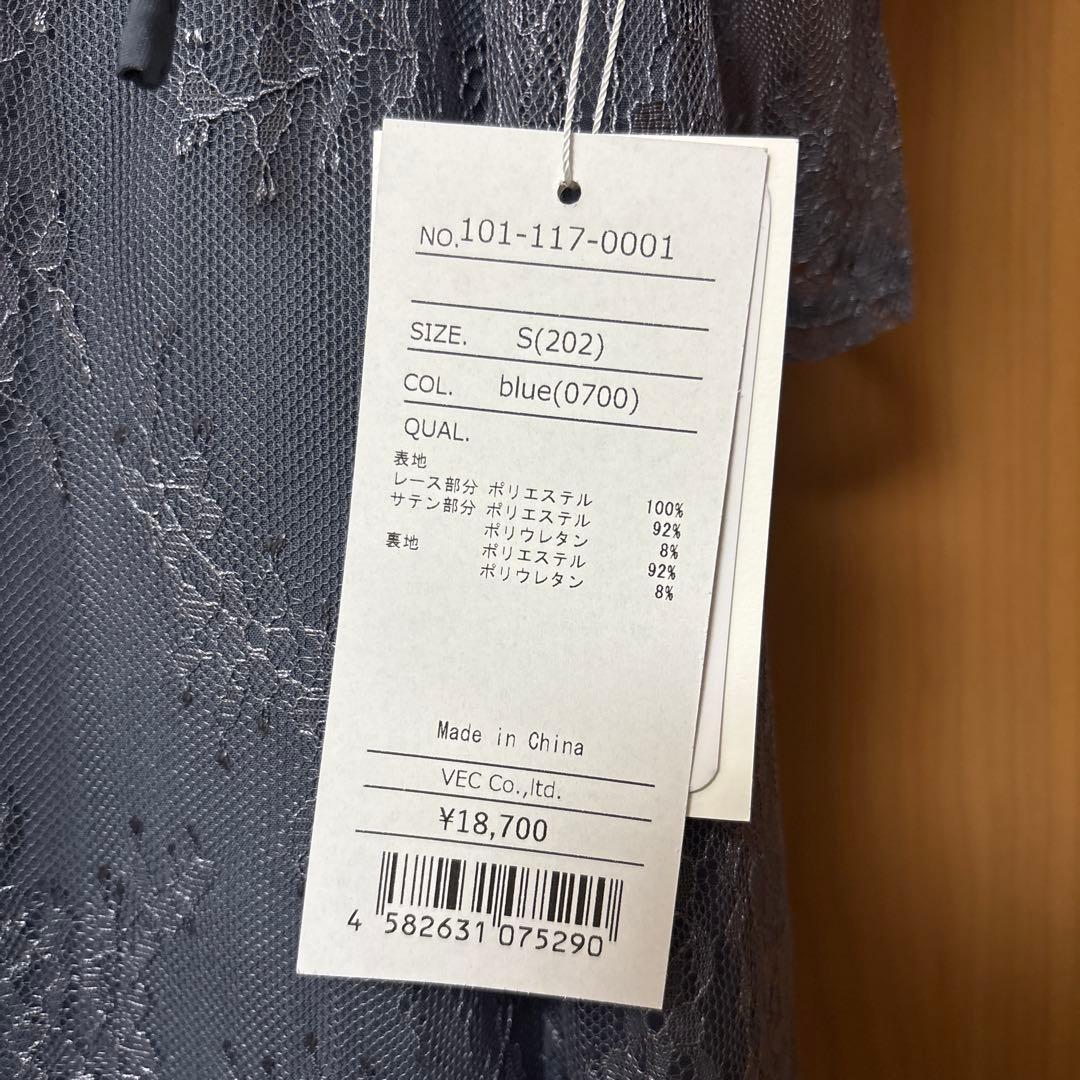 NO.101-117-0001
SIZE. S(202)
COL. blue(0700)
QUAL.
表地
レース部分 ポリエステル 100%
サテン部分 ポリエステル 92%
ポリウレタン 8%
裏地 ポリエステル 92%
ポリウレタン 8%
Made in China
VEC Co.,ltd.
¥18,700
4 582631 075290